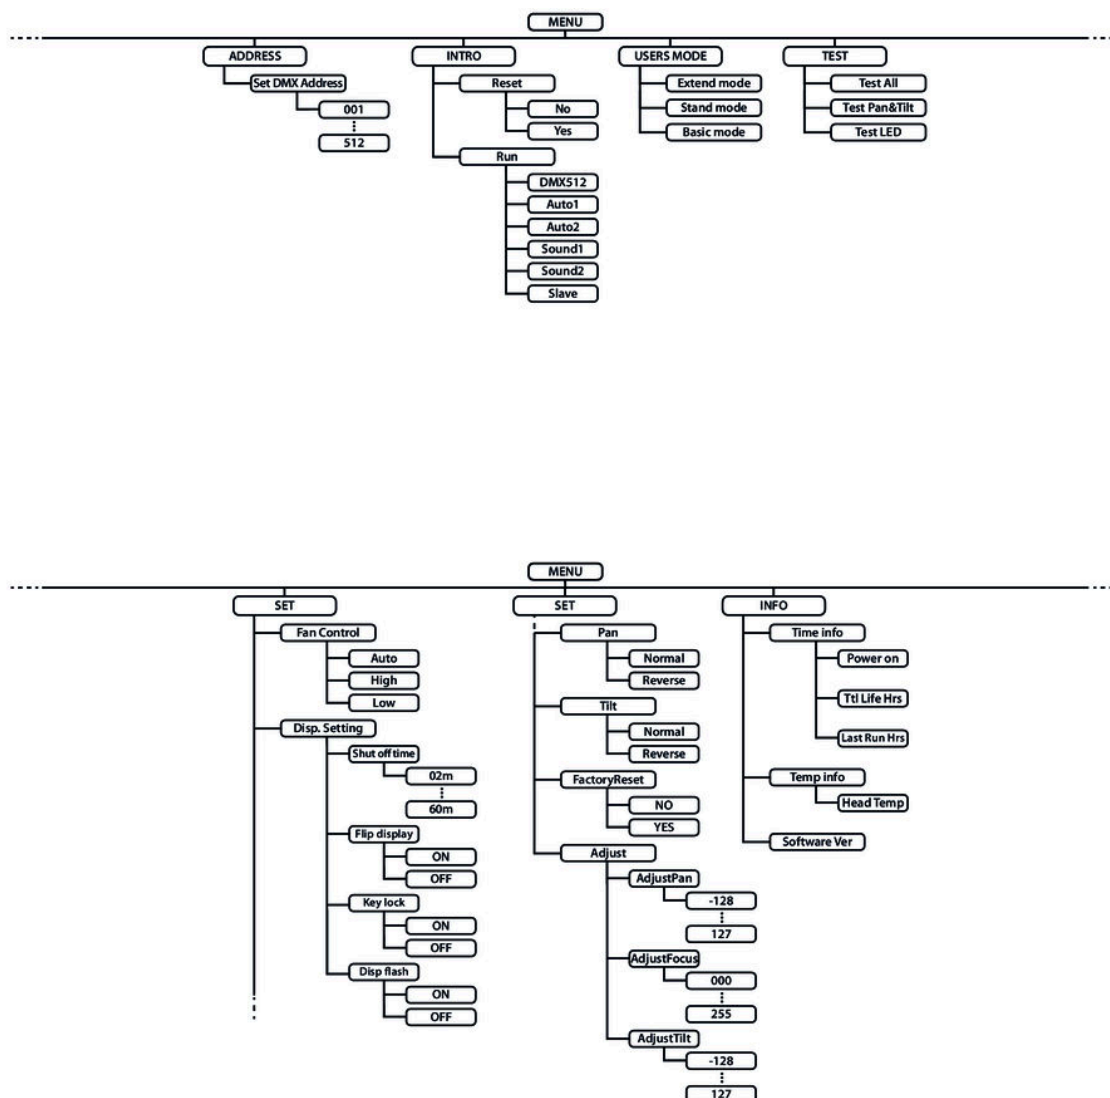 MENU
ADDRESS
Set DMX Address
001
512
INTRO
Reset
No
Yes
Run
DMX512
Auto1
Auto2
Sound1
Sound2
Slave
USERS MODE
Extend mode
Stand mode
Basic mode
TEST
Test All
Test Pan&Tilt
Test LED
MENU
SET
Fan Control
Auto
High
Low
Disp. Setting
Shut off time
02m
60m
Flip display
ON
OFF
Key lock
ON
OFF
Disp flash
ON
OFF
SET
Pan
Normal
Reverse
Tilt
Normal
Reverse
FactoryReset
NO
YES
Adjust
AdjustPan
-128
127
AdjustFocus
000
255
AdjustTilt
-128
127
INFO
Time info
Power on
Ttl Life Hrs
Last Run Hrs
Temp info
Head Temp
Software Ver